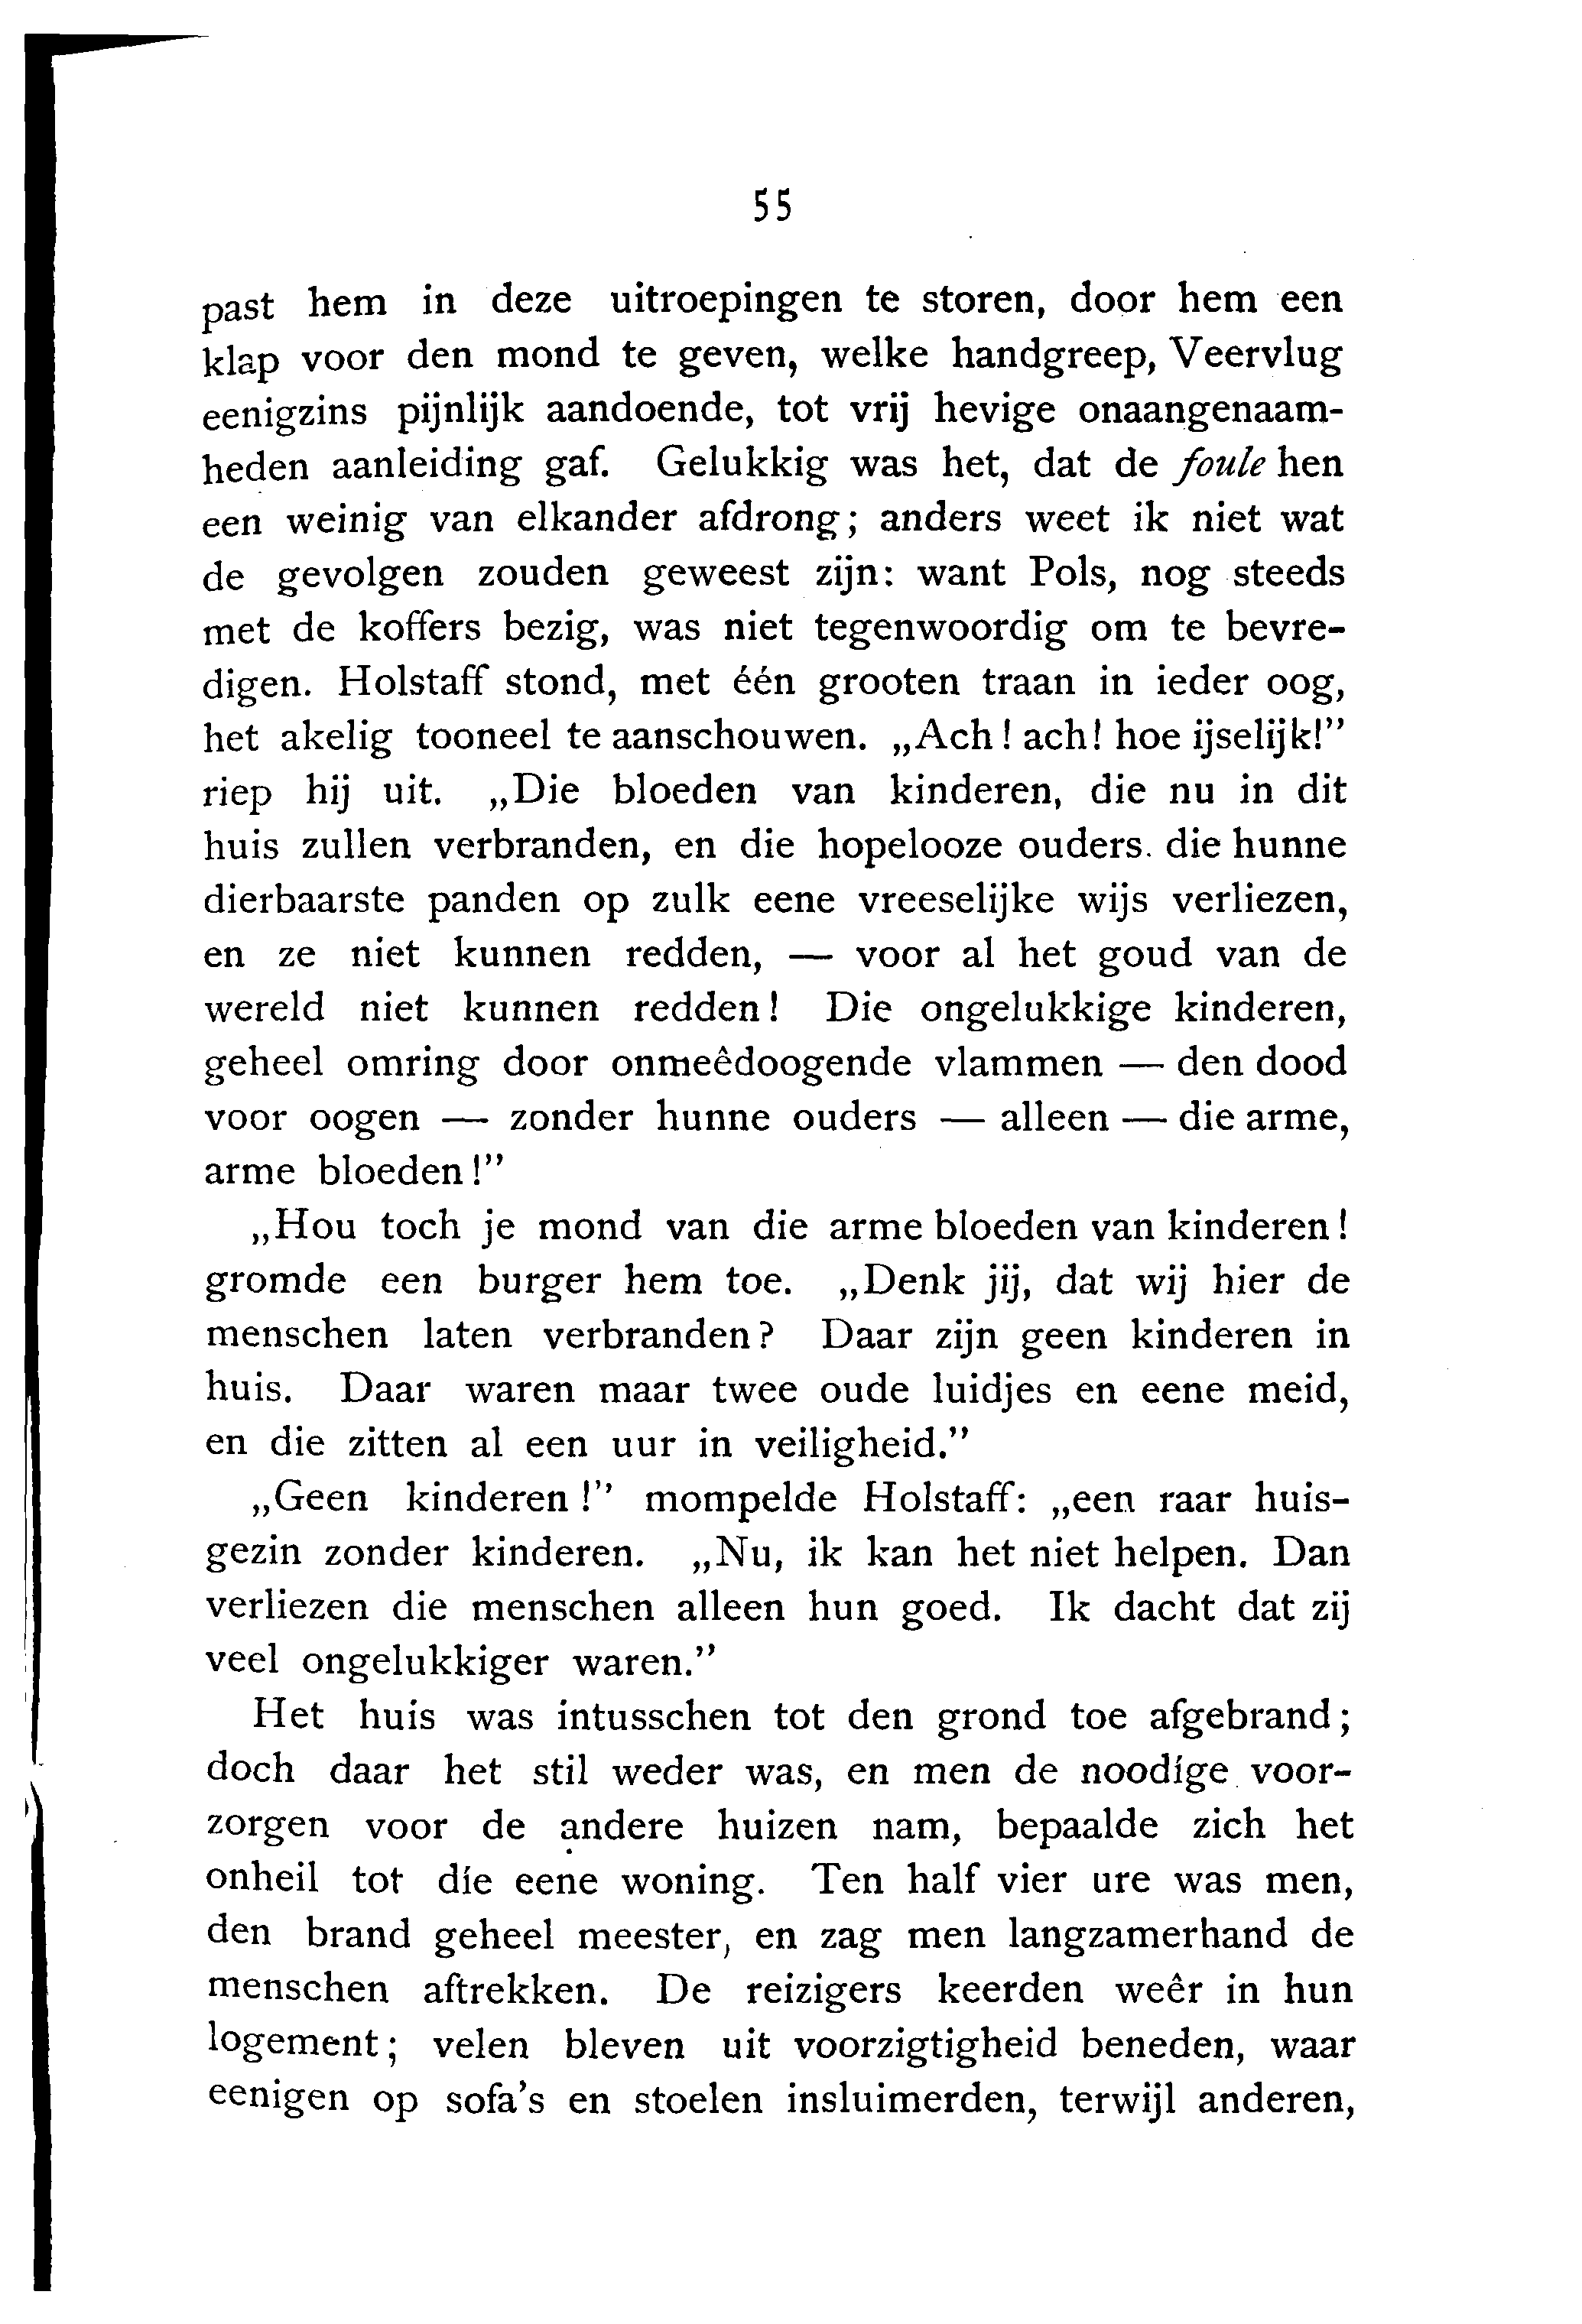 55
past hem in deze uitroepingen te storen, door hem een
klap voor den mond te geven, welke handgreep, Veervlug
eenigzins pijnlijk aandoende, tot vrij hevige onaangenaam-
heden aanleiding gaf. Gelukkig was het, dat de foule hen
een weinig van elkander afdrong; anders weet ik niet wat
de gevolgen zouden geweest zijn: want Pols, nog steeds
met de koffers bezig, was niet tegenwoordig om te bevre-
digen. Holstaff stond, met één grooten traan in ieder oog,
het akelig tooneel te aanschouwen. „Ach! ach! hoe ijselijk!”
riep hij uit. „Die bloeden van kinderen, die nu in dit
huis zullen verbranden, en die hopelooze ouders. die hunne
dierbaarste panden op zulk eene vreeselijke wijs verliezen,
en ze niet kunnen redden, — voor al het goud van de
wereld niet kunnen redden! Die ongelukkige kinderen,
geheel omring door onmeêdoogende vlammen — den dood
voor oogen — zonder hunne ouders — alleen — die arme,
arme bloeden!”
„Hou toch je mond van die arme bloeden van kinderen!
gromde een burger hem toe. „Denk jij, dat wij hier de
menschen laten verbranden? Daar zijn geen kinderen in
huis. Daar waren maar twee oude luidjes en eene meid,
en die zitten al een uur in veiligheid.”
„Geen kinderen!” mompelde Holstaff: „een raar huis-
gezin zonder kinderen. „Nu, ik kan het niet helpen. Dan
verliezen die menschen alleen hun goed. Ik dacht dat zij
veel ongelukkiger waren.”
Het huis was intusschen tot den grond toe afgebrand;
doch daar het stil weder was, en men de noodige voor-
zorgen voor de andere huizen nam, bepaalde zich het
onheil tot die eene woning. Ten half vier ure was men,
den brand geheel meester, en zag men langzamerhand de
menschen aftrekken. De reizigers keerden weêr in hun
logement; velen bleven uit voorzigtigheid beneden, waar
eenigen op sofa’s en stoelen insluimerden, terwijl anderen,